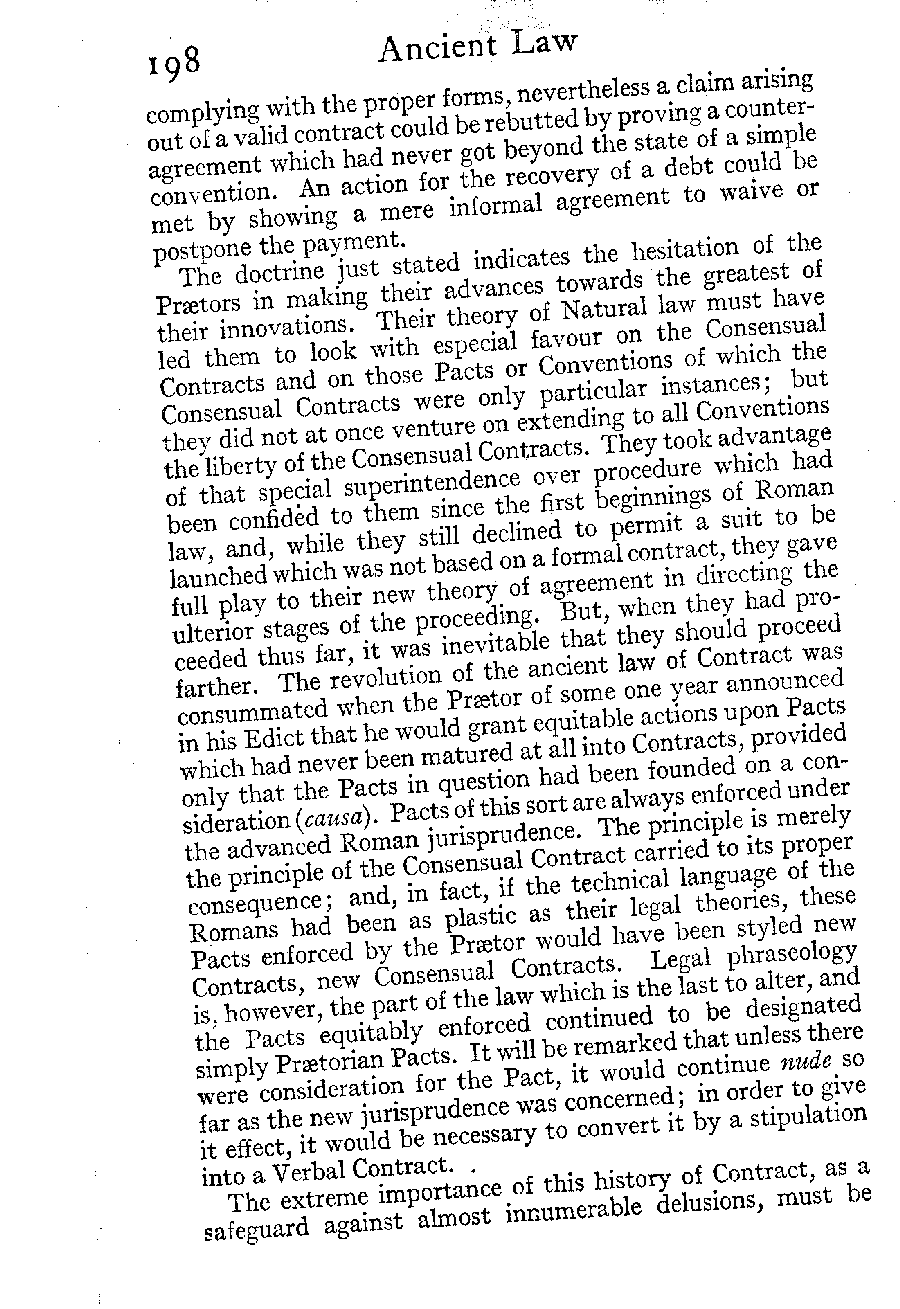 198 Ancient Law
complying with the proper forms, nevertheless a claim arising
out of a valid contract could be rebutted by proving a counter-
agreement which had never got beyond the state of a simple
convention. An action for the recovery of a debt could be
met by showing a mere informal agreement to waive or
postpone the payment.
The doctrine just stated indicates the hesitation of the
Prætors in making their advances towards the greatest of
their innovations. Their theory of Natural law must have
led them to look with especial favour on the Consensual
Contracts and on those Pacts or Conventions of which the
Consensual Contracts were only particular instances; but
they did not at once venture on extending to all Conventions
the liberty of the Consensual Contracts. They took advantage
of that special superintendence over procedure which had
been confided to them since the first beginnings of Roman
law, and, while they still declined to permit a suit to be
launched which was not based on a formal contract, they gave
full play to their new theory of agreement in directing the
ulterior stages of the proceeding. But, when they had pro-
ceeded thus far, it was inevitable that they should proceed
farther. The revolution of the ancient law of Contract was
consummated when the Prætor of some one year announced
in his Edict that he would grant equitable actions upon Pacts
which had never been matured at all into Contracts, provided
only that the Pacts in question had been founded on a con-
sideration (causa). Pacts of this sort are always enforced under
the advanced Roman jurisprudence. The principle is merely
the principle of the Consensual Contract carried to its proper
consequence; and, in fact, if the technical language of the
Romans had been as plastic as their legal theories, these
Pacts enforced by the Prætor would have been styled new
Contracts, new Consensual Contracts. Legal phraseology
is, however, the part of the law which is the last to alter, and
the Pacts equitably enforced continued to be designated
simply Prætorian Pacts. It will be remarked that unless there
were consideration for the Pact, it would continue nude so
far as the new jurisprudence was concerned; in order to give
it effect, it would be necessary to convert it by a stipulation
into a Verbal Contract.
The extreme importance of this history of Contract, as a
safeguard against almost innumerable delusions, must be